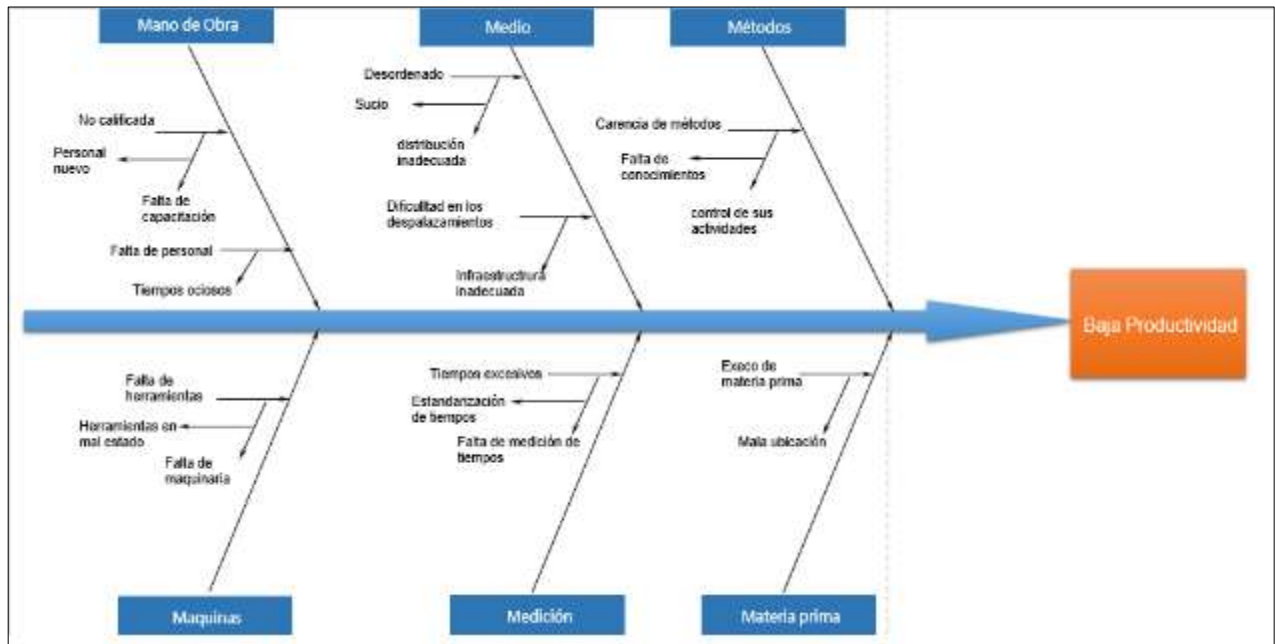 Mano de Obra
Medio
Métodos
No calificada
Personal
nuevo
Falta de
capacitación
Falta de personal
Tiempos ociosos
Desordenado
Sucio
distribución
inadecuada
Dificultad en los
despalazamientos
Infraestructrura
inadecuada
Carencia de métodos
Falta de
conocimientos
control de sus
actividades
Baja Productividad
Falta de
herramientas
Herramientas en
mal estado
Falta de
maquinaria
Tiempos excesivos
Estandarización
de tiempos
Falta de medición de
tiempos
Execo de
materia prima
Mala ubicación
Maquinas
Medición
Materia prima